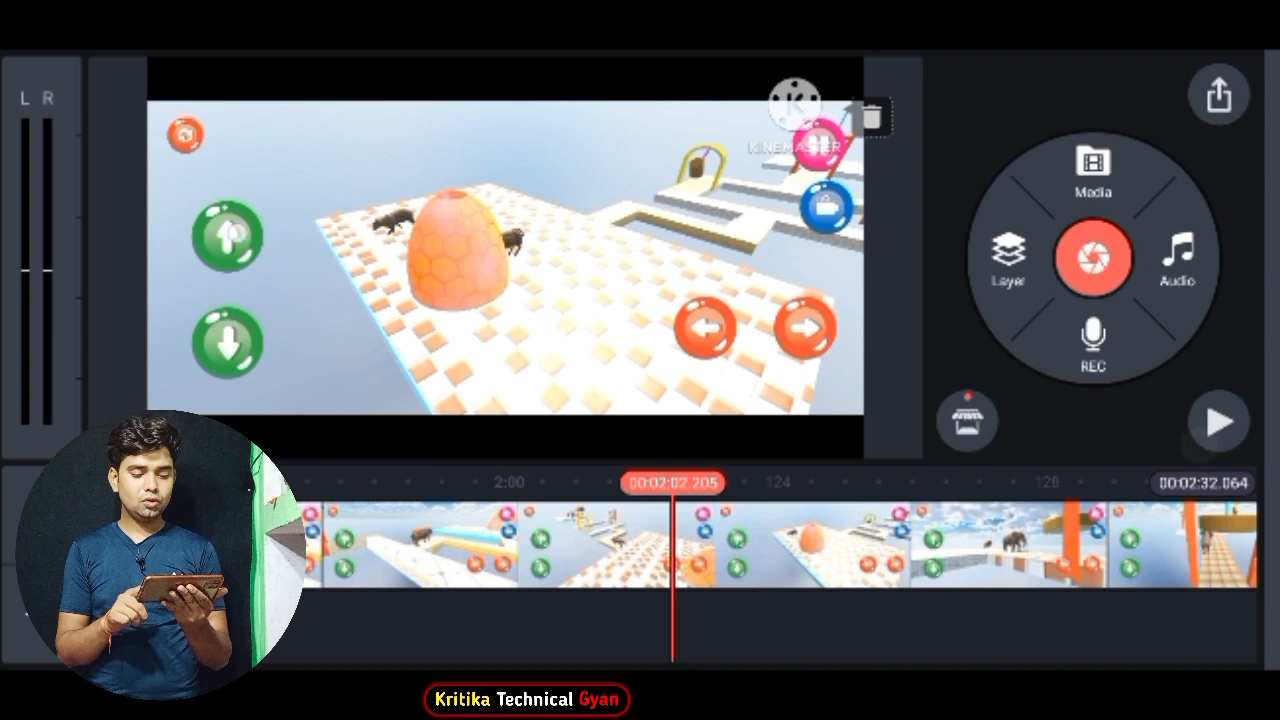 L R
KINEMASTER
Media
Layer
Audio
REC
2:00
00:02:02.205
124
128
00:02:32.064
Kritika Technical Gyan